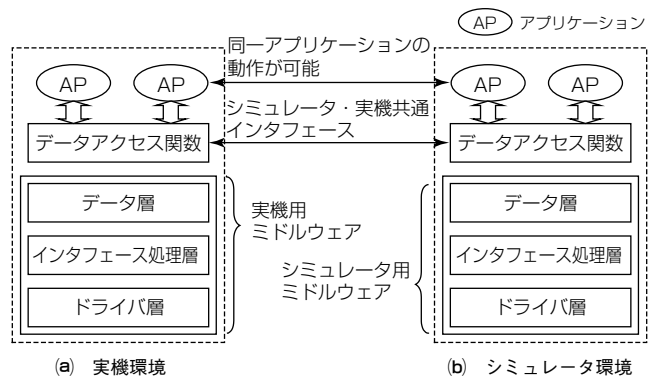 AP アプリケーション
同一アプリケーションの
動作が可能
AP AP
AP AP
シミュレータ・実機共通
インタフェース
データアクセス関数
データアクセス関数
データ層
インタフェース処理層
ドライバ層
実機用
ミドルウェア
シミュレータ用
ミドルウェア
データ層
インタフェース処理層
ドライバ層
(a) 実機環境
(b) シミュレータ環境